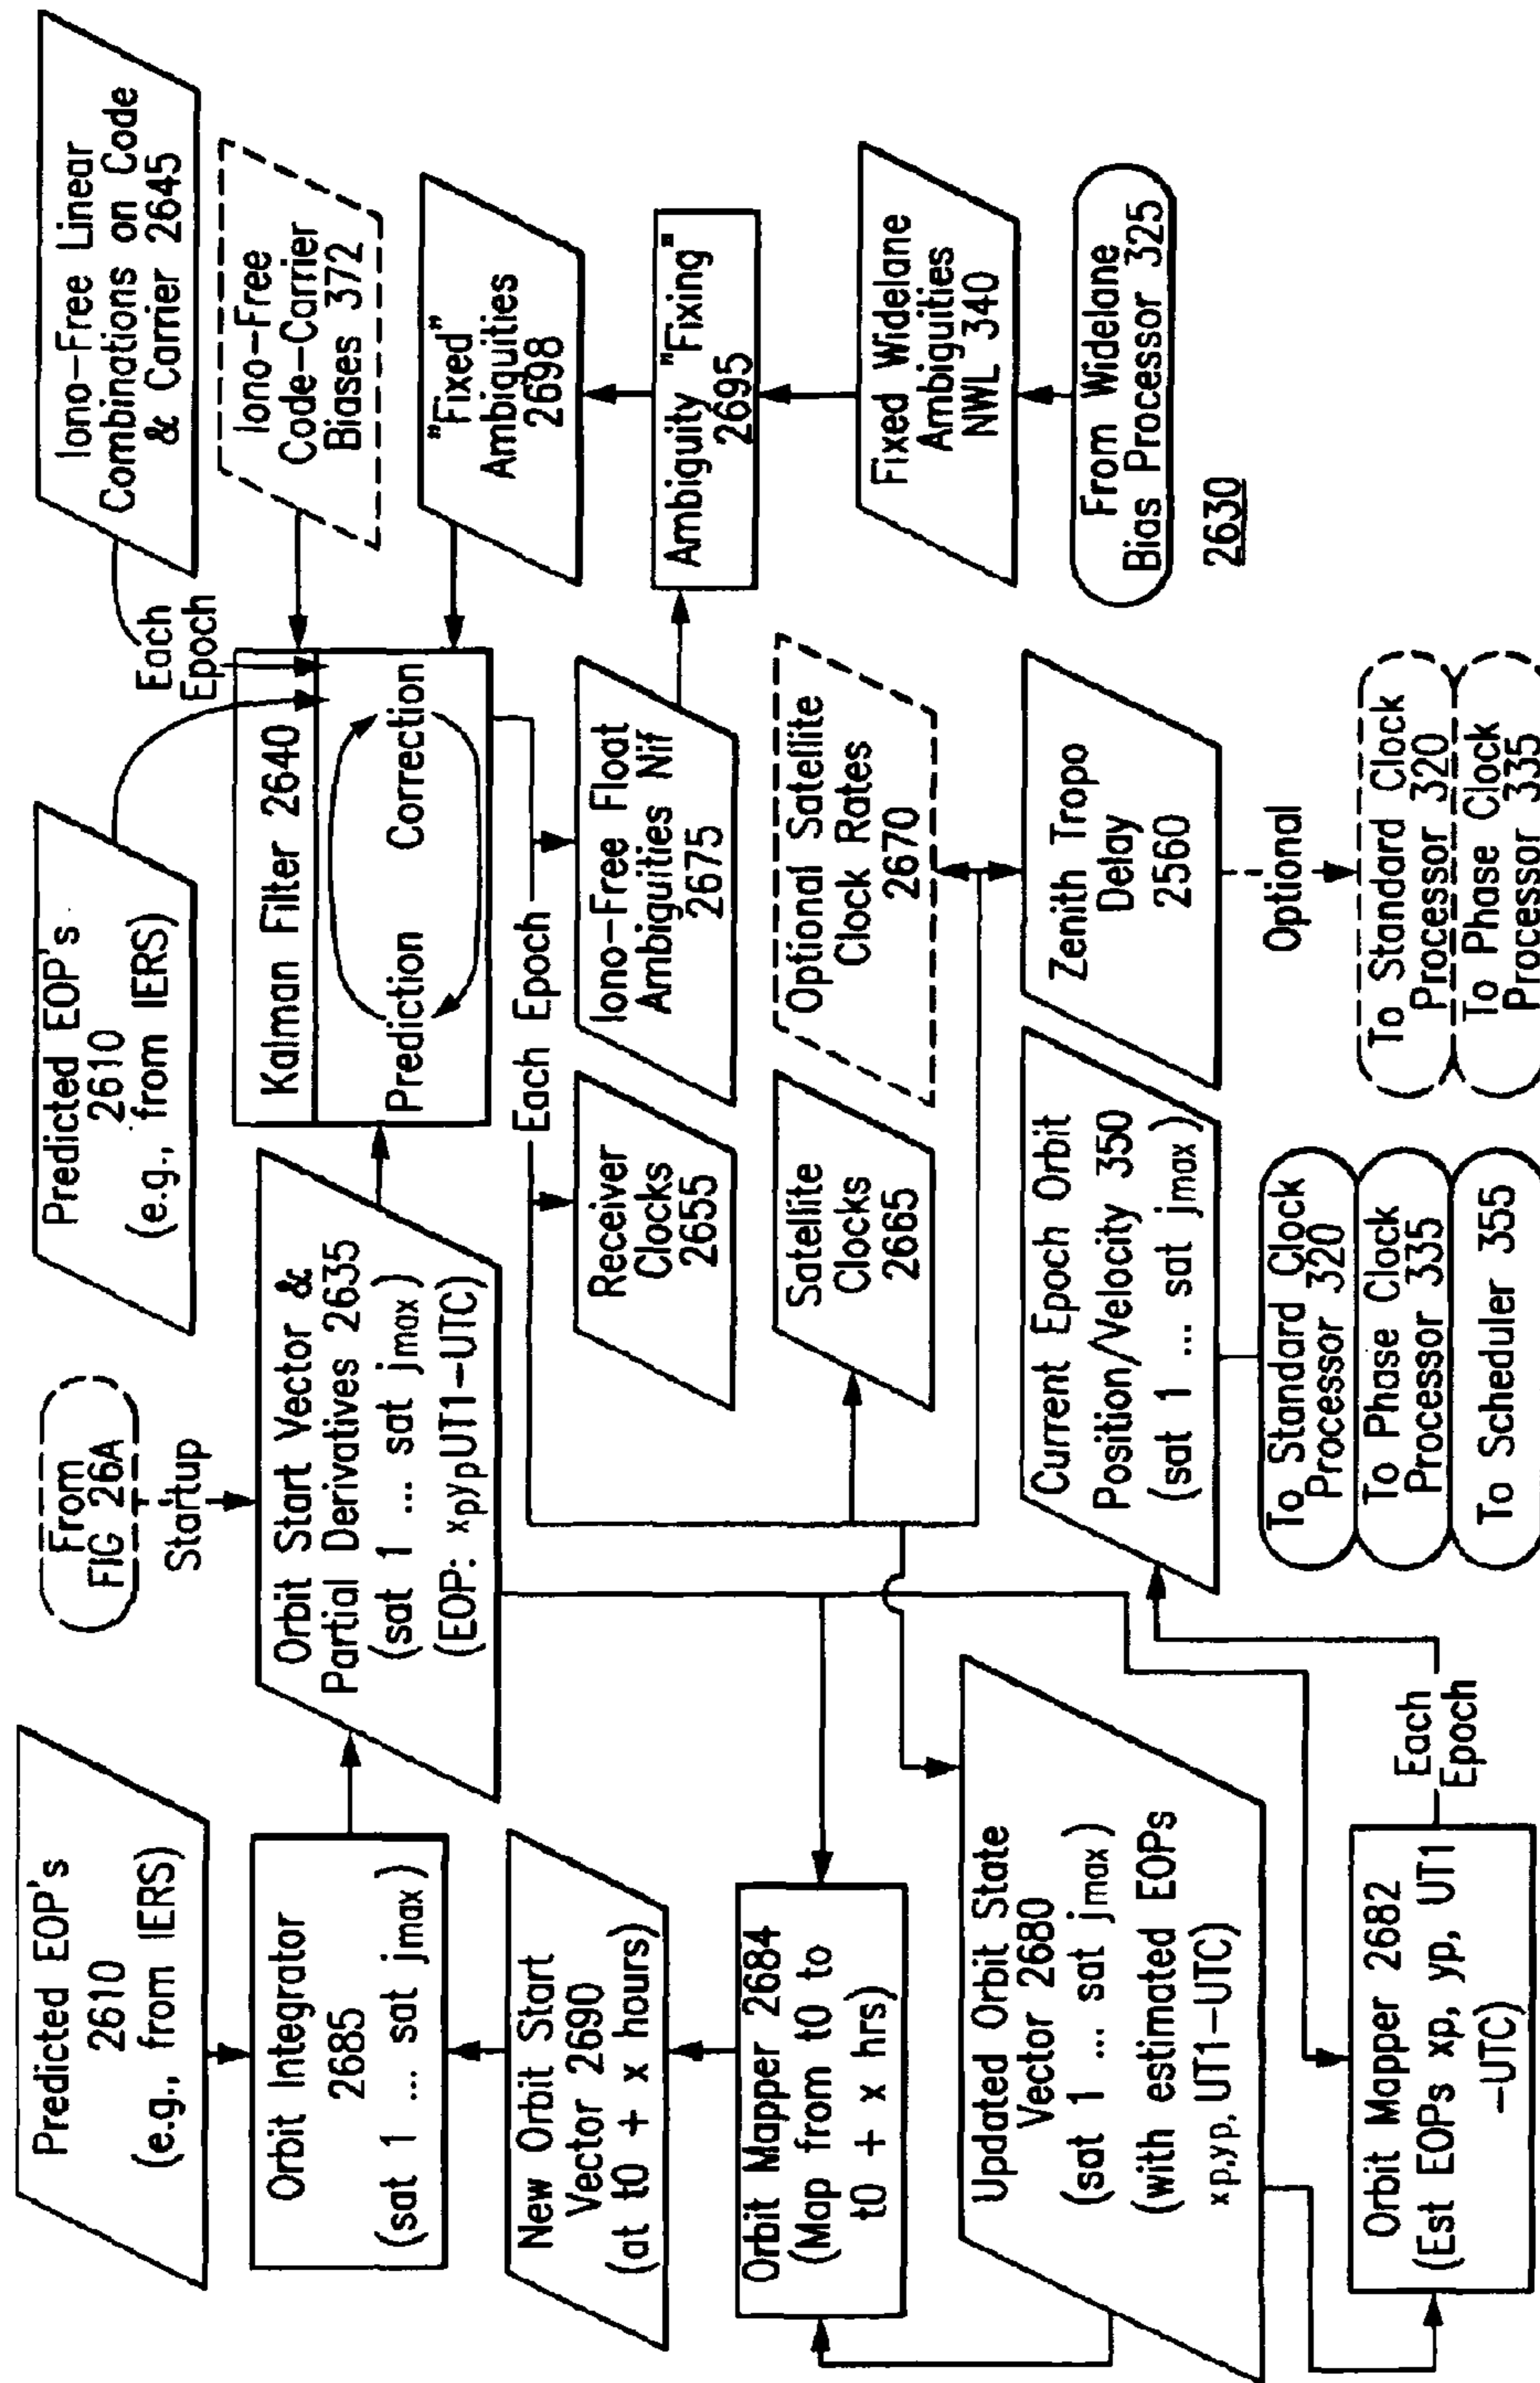 Predicted EOP's
2610
(e.g., from IERS)
From
FIG 26A
Startup
Predicted EOP's
2610
(e.g., from IERS)
Iono-Free Linear
Combinations on Code
& Carrier 2645
Each
Epoch
Iono-Free
Code-Carrier
Biases 372
Orbit Integrator
2685
(sat 1 ... sat jmax)
Orbit Start Vector &
Partial Derivatives 2635
(sat 1 ... sat jmax)
(EOP: xpypUT1-UTC)
Kalman Filter 2640
Prediction
Correction
"Fixed"
Ambiguities
2698
New Orbit Start
Vector 2690
(at t0 + x hours)
Each Epoch
Receiver
Clocks
2655
Iono-Free Float
Ambiguities Nif
2675
Ambiguity "Fixing"
2695
Orbit Mapper 2684
(Map from t0 to
t0 + x hrs)
Satellite
Clocks
2665
Optional Satellite
Clock Rates
2670
Fixed Widelane
Ambiguities
NWL 340
Updated Orbit State
Vector 2680
(sat 1 ... sat jmax)
(with estimated EOPs
xp,yp, UT1-UTC)
Current Epoch Orbit
Position/Velocity 350
(sat 1 ... sat jmax)
Zenith Tropo
Delay
2560
From Widelane
Bias Processor 325
2630
Orbit Mapper 2682
(Est EOPs xp, yp, UT1
-UTC)
Each
Epoch
To Standard Clock
Processor 320
To Phase Clock
Processor 335
To Scheduler 355
Optional
To Standard Clock
Processor 320
To Phase Clock
Processor 335